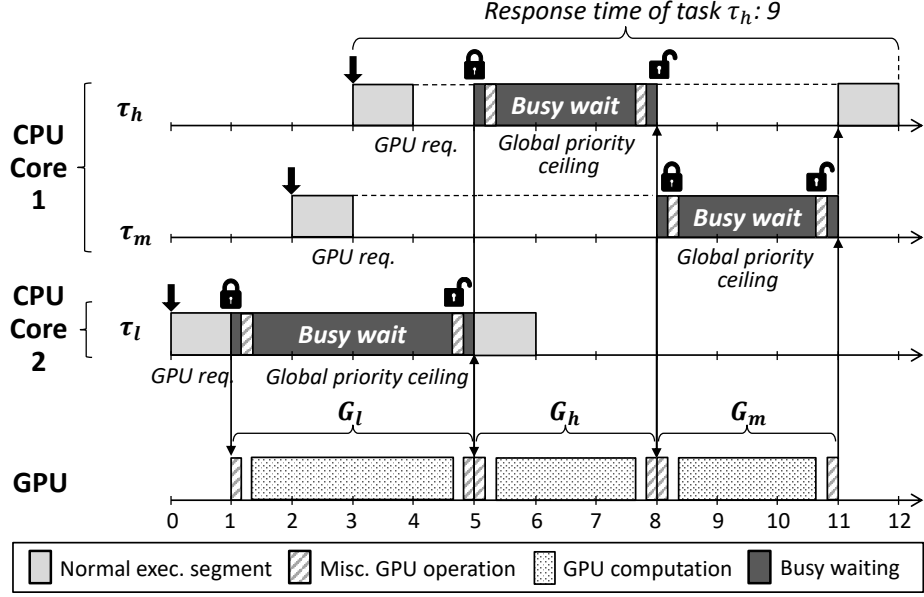 Response time of task τh: 9
CPU
Core
1
τh
Busy wait
GPU req.
Global priority
ceiling
τm
Busy wait
GPU req.
Global priority
ceiling
CPU
Core
2
τl
Busy wait
GPU req.
Global priority ceiling
Gl
Gh
Gm
GPU
0 1 2 3 4 5 6 7 8 9 10 11 12
Normal exec. segment
Misc. GPU operation
GPU computation
Busy waiting